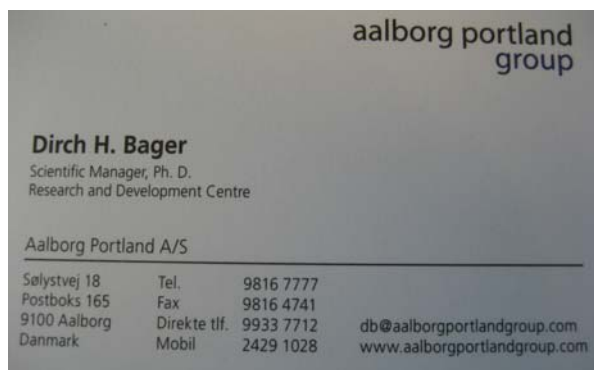 aalborg portland
group
Dirch H. Bager
Scientific Manager, Ph. D.
Research and Development Centre
Aalborg Portland A/S
Sølystvej 18 Tel. 9816 7777
Postboks 165 Fax 9816 4741
9100 Aalborg Direkte tlf. 9933 7712 db@aalborgportlandgroup.com
Danmark Mobil 2429 1028 www.aalborgportlandgroup.com